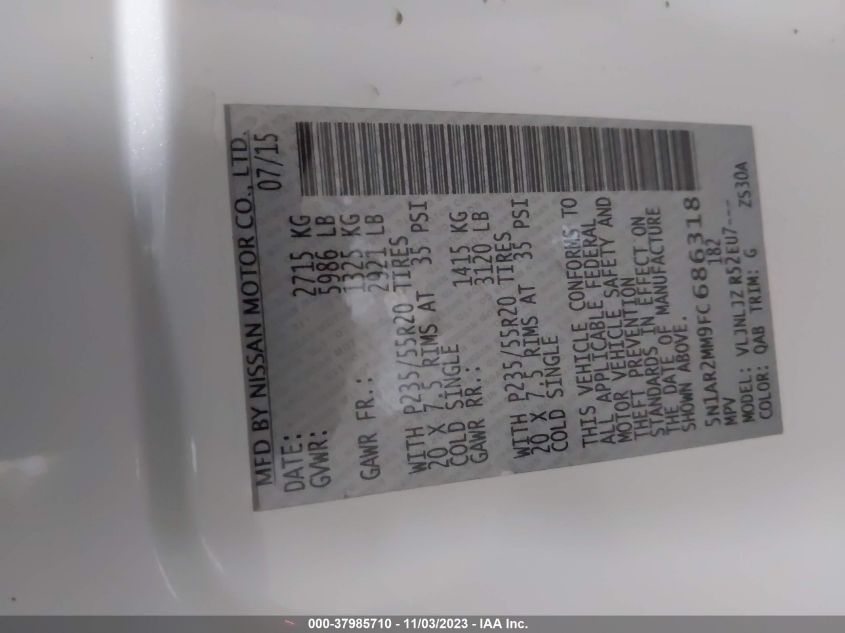 MFD BY NISSAN MOTOR CO., LTD.
DATE: 07/15
GVWR: 2715 KG
5986 LB
GAWR FR.: 1325 KG
2921 LB
WITH P235/55R20 TIRES
20 X 7.5 RIMS AT 35 PSI
COLD SINGLE
GAWR RR.: 1415 KG
3120 LB
WITH P235/55R20 TIRES
20 X 7.5 RIMS AT 35 PSI
COLD SINGLE
THIS VEHICLE CONFORMS TO
ALL APPLICABLE FEDERAL
MOTOR VEHICLE SAFETY AND
THEFT PREVENTION
STANDARDS IN EFFECT ON
THE DATE OF MANUFACTURE
SHOWN ABOVE.
5N1AR2MM9FC686318
MPV 182
MODEL: VLJNLJZ R52EU7---
COLOR: QAB TRIM: G ZS30A
000-37985710 - 11/03/2023 - IAA Inc.